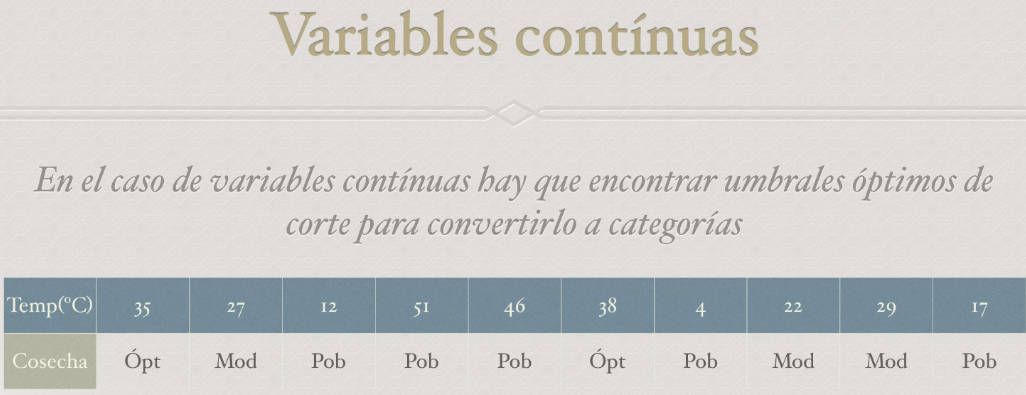 Variables contínuas
En el caso de variables contínuas hay que encontrar umbrales óptimos de
corte para convertirlo a categorías
Temp(ºC) 35 27 12 51 46 38 4 22 29 17
Cosecha Ópt Mod Pob Pob Pob Ópt Pob Mod Mod Pob